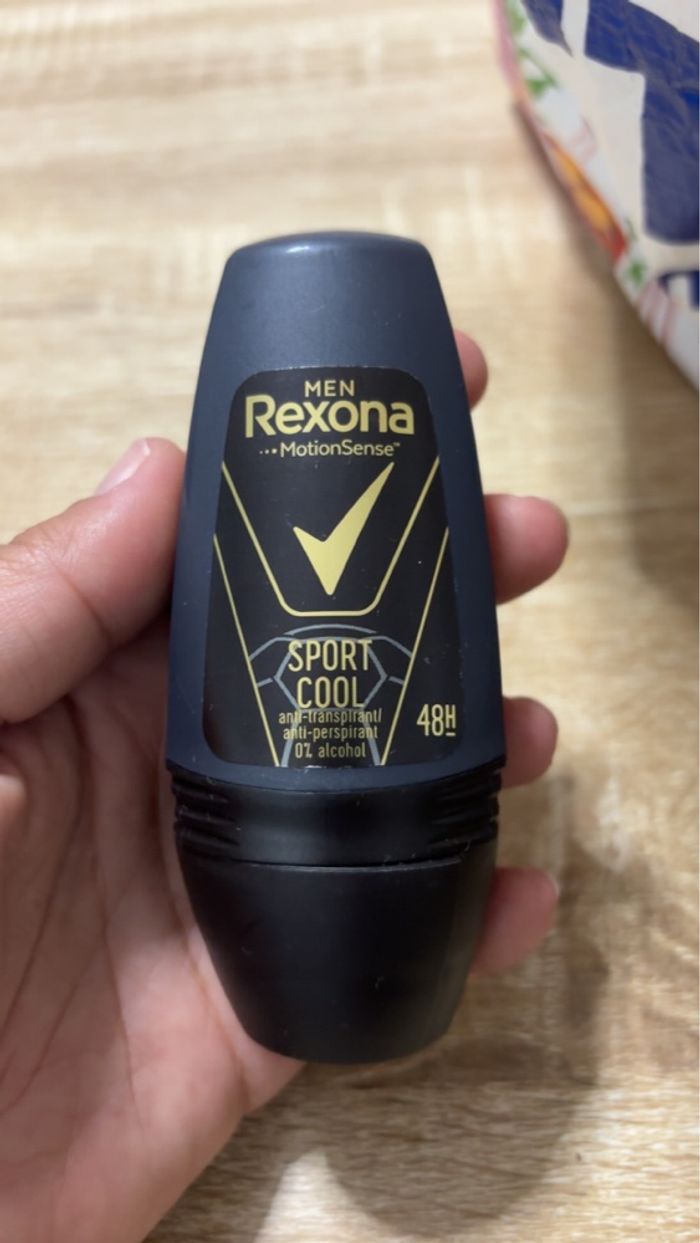 MEN
Rexona
MotionSense™
SPORT
COOL
anti-transpirant/
anti-perspirant
0% alcohol
48H